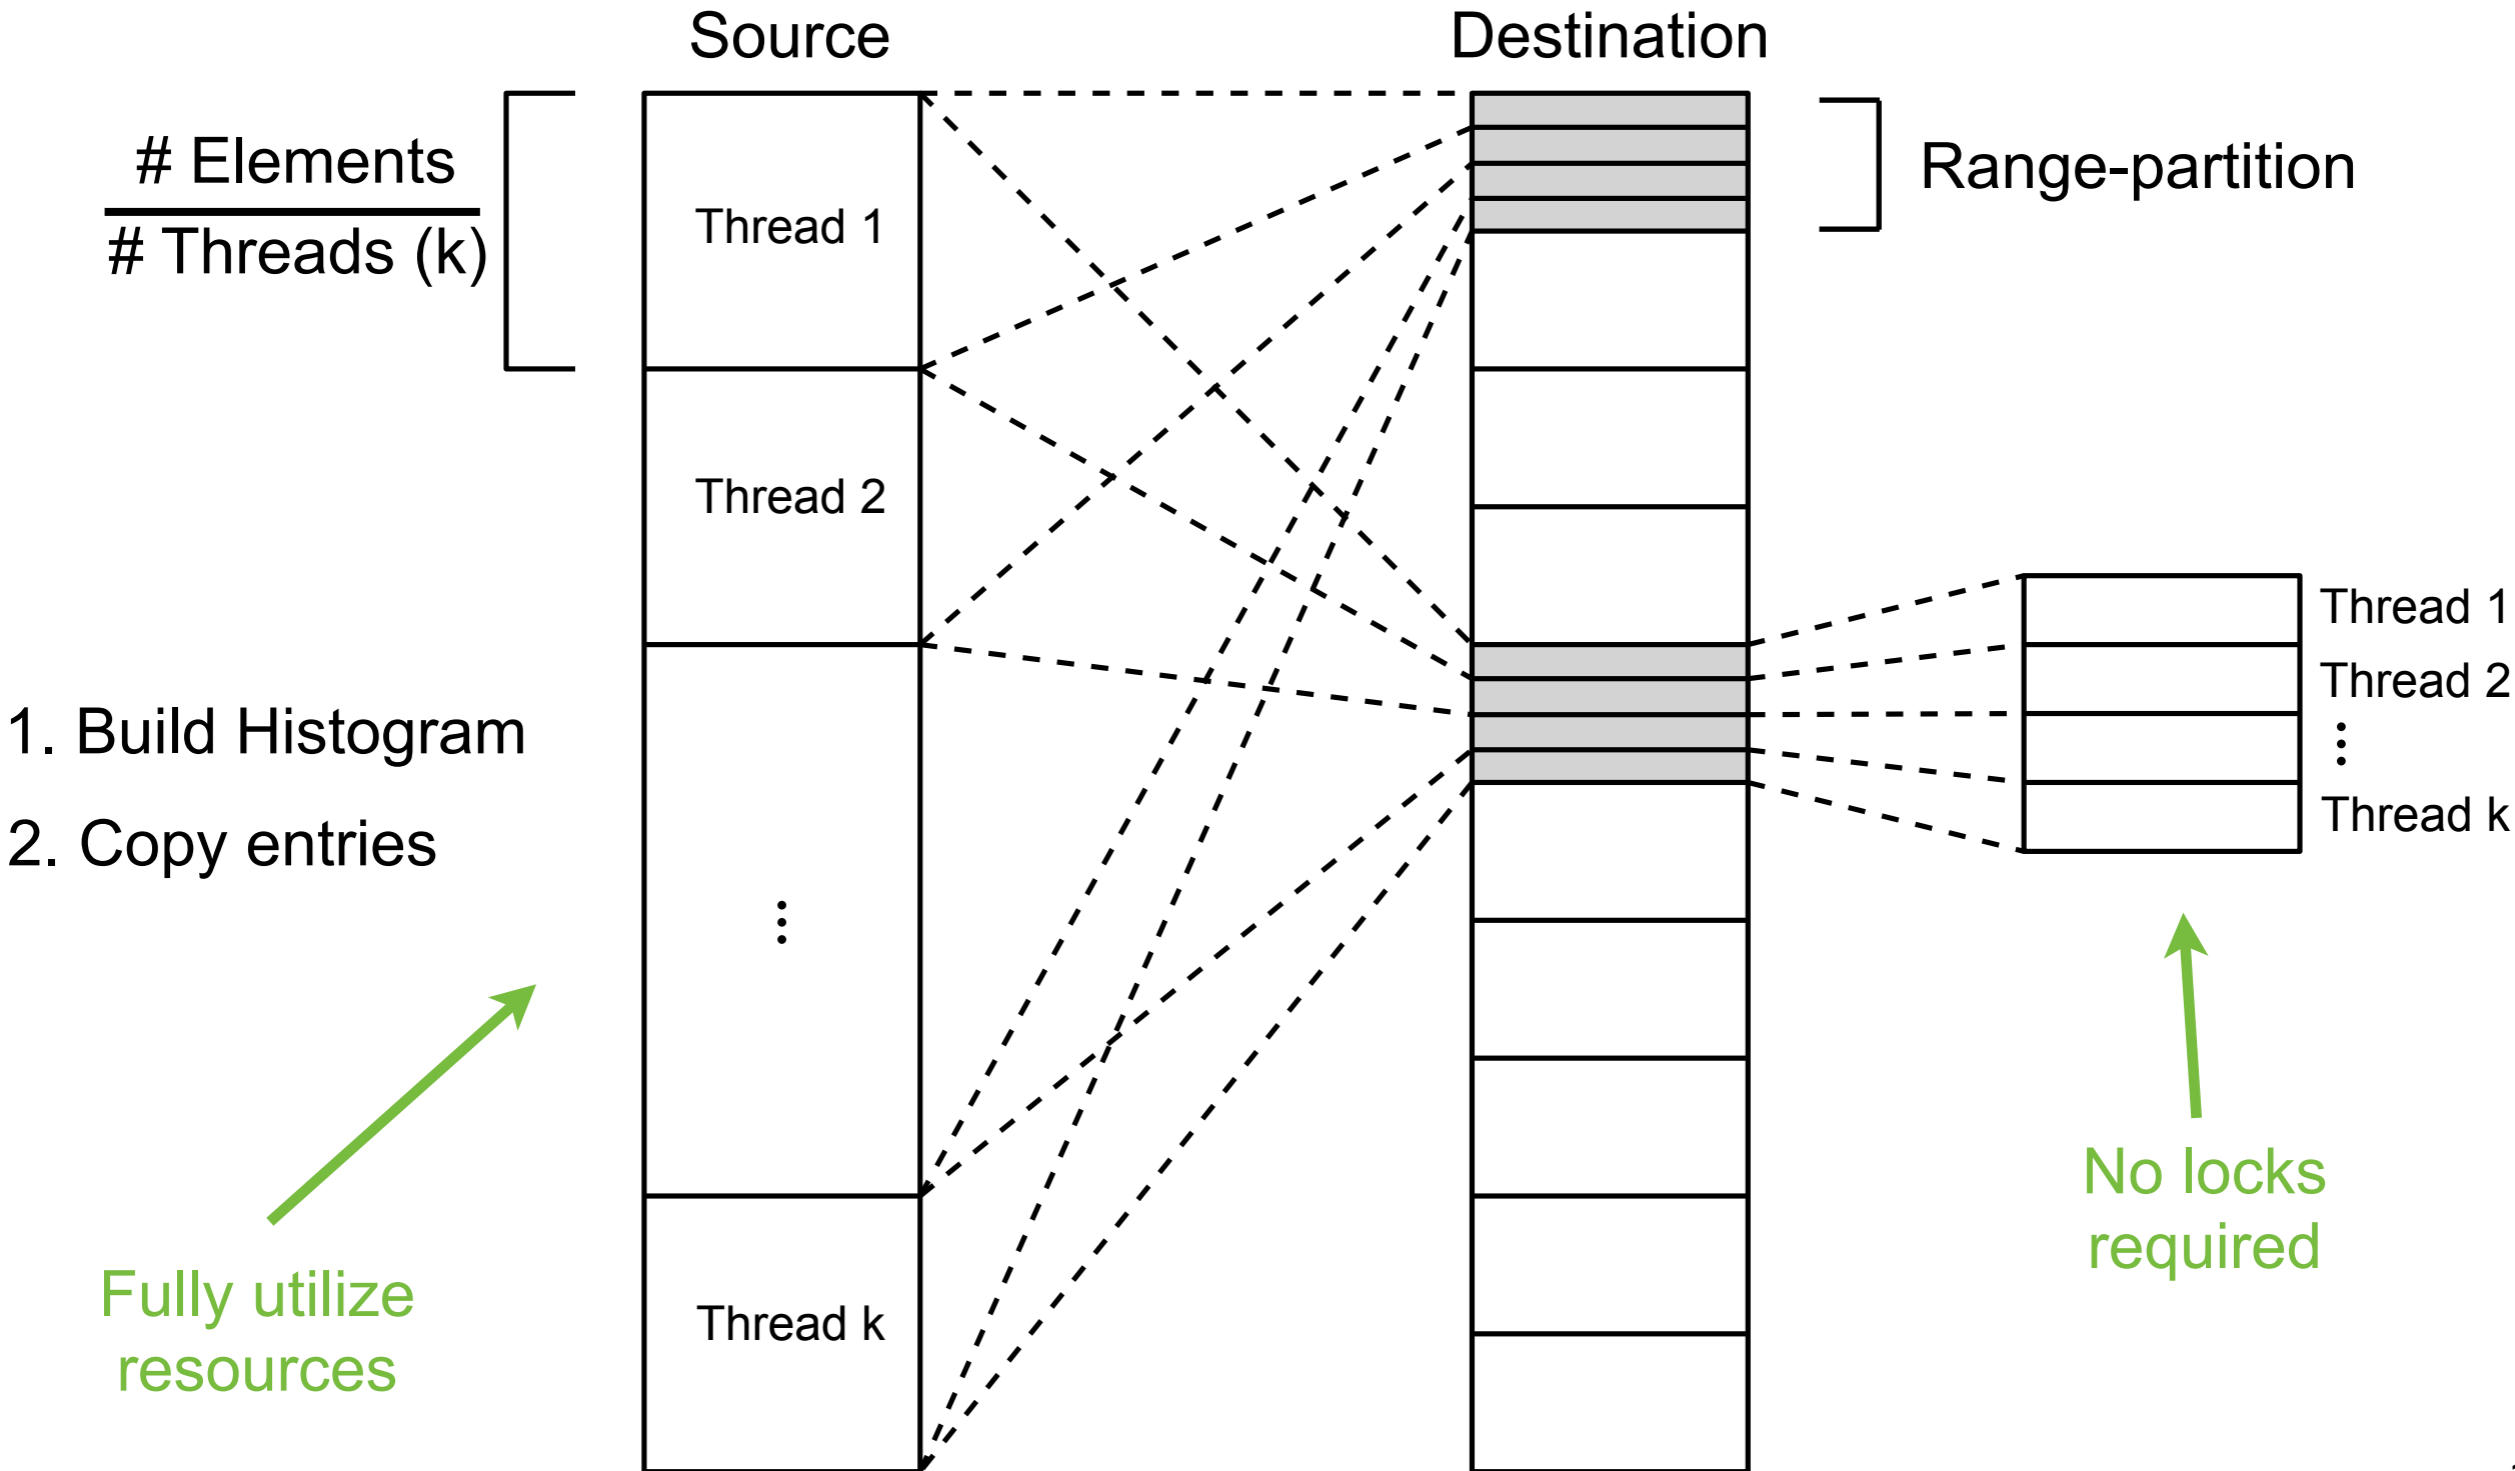 Source
Destination
# Elements
# Threads (k)
Range-partition
Thread 1
Thread 2
⋮
Thread k
1. Build Histogram
2. Copy entries
Thread 1
Thread 2
⋮
Thread k
Fully utilize
resources
No locks
required